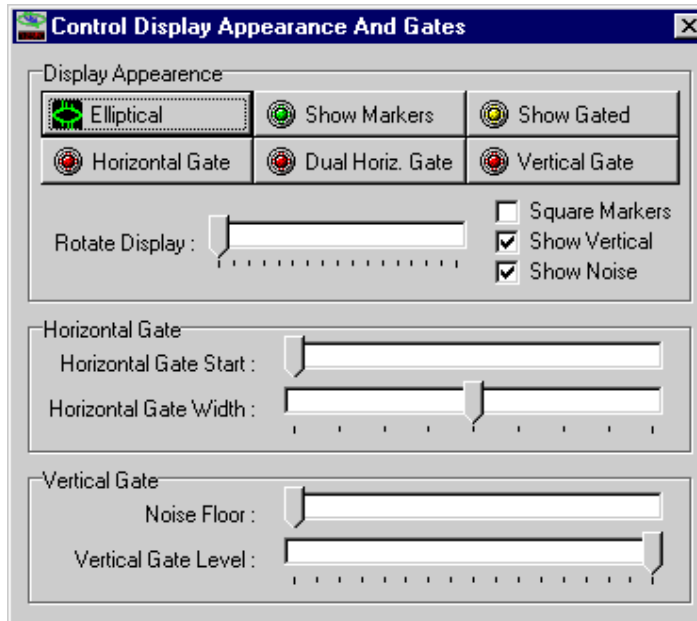 Control Display Appearance And Gates
Display Appearence
Elliptical
Show Markers
Show Gated
Horizontal Gate
Dual Horiz. Gate
Vertical Gate
Rotate Display :
Square Markers
Show Vertical
Show Noise
Horizontal Gate
Horizontal Gate Start :
Horizontal Gate Width :
Vertical Gate
Noise Floor :
Vertical Gate Level :